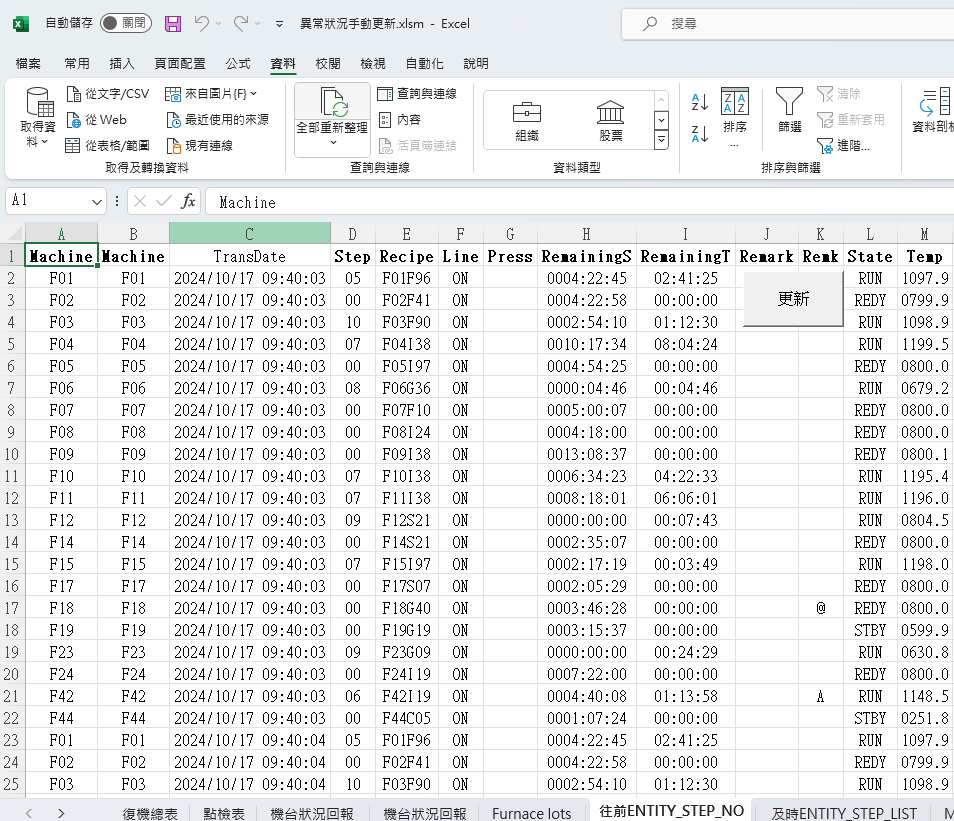 自動儲存 關閉 異常狀況手動更新.xlsm - Excel 搜尋
檔案 常用 插入 頁面配置 公式 資料 校閱 檢視 自動化 說明
從文字/CSV 來自圖片(F) 查詢與連線 清除
取得資料 從 Web 最近使用的來源 全部重新整理 內容 組織 股票 排序... 篩選 重新套用 資料剖
從表格/範圍 現有連線 活頁簿連結 進階...
取得及轉換資料 查詢與連線 資料類型 排序與篩選
A1 fx Machine
A B C D E F G H I J K L M
1 Machine Machine TransDate Step Recipe Line Press RemainingS RemainingT Remark Remk State Temp
2 F01 F01 2024/10/17 09:40:03 05 F01F96 ON 0004:22:45 02:41:25 RUN 1097.9
更新
3 F02 F02 2024/10/17 09:40:03 00 F02F41 ON 0004:22:58 00:00:00 REDY 0799.9
4 F03 F03 2024/10/17 09:40:03 10 F03F90 ON 0002:54:10 01:12:30 RUN 1098.9
5 F04 F04 2024/10/17 09:40:03 07 F04I38 ON 0010:17:34 08:04:24 RUN 1199.5
6 F05 F05 2024/10/17 09:40:03 00 F05I97 ON 0004:54:25 00:00:00 REDY 0800.0
7 F06 F06 2024/10/17 09:40:03 08 F06G36 ON 0000:04:46 00:04:46 RUN 0679.2
8 F07 F07 2024/10/17 09:40:03 00 F07F10 ON 0005:00:07 00:00:00 REDY 0800.0
9 F08 F08 2024/10/17 09:40:03 00 F08I24 ON 0004:18:00 00:00:00 REDY 0800.0
10 F09 F09 2024/10/17 09:40:03 00 F09I38 ON 0013:08:37 00:00:00 REDY 0800.1
11 F10 F10 2024/10/17 09:40:03 07 F10I38 ON 0006:34:23 04:22:33 RUN 1195.4
12 F11 F11 2024/10/17 09:40:03 07 F11I38 ON 0008:18:01 06:06:01 RUN 1196.0
13 F12 F12 2024/10/17 09:40:03 09 F12S21 ON 0000:00:00 00:07:43 RUN 0804.5
14 F14 F14 2024/10/17 09:40:03 00 F14S21 ON 0002:35:07 00:00:00 REDY 0800.0
15 F15 F15 2024/10/17 09:40:03 07 F15I97 ON 0002:17:19 00:03:49 RUN 1198.0
16 F17 F17 2024/10/17 09:40:03 00 F17S07 ON 0002:05:29 00:00:00 REDY 0800.0
17 F18 F18 2024/10/17 09:40:03 00 F18G40 ON 0003:46:28 00:00:00 @ REDY 0800.0
18 F19 F19 2024/10/17 09:40:03 00 F19G19 ON 0003:15:37 00:00:00 STBY 0599.9
19 F23 F23 2024/10/17 09:40:03 09 F23G09 ON 0000:00:00 00:24:29 RUN 0630.8
20 F24 F24 2024/10/17 09:40:03 00 F24I19 ON 0007:22:00 00:00:00 REDY 0800.0
21 F42 F42 2024/10/17 09:40:03 06 F42I19 ON 0004:40:08 01:13:58 A RUN 1148.5
22 F44 F44 2024/10/17 09:40:03 00 F44C05 ON 0001:07:24 00:00:00 STBY 0251.8
23 F01 F01 2024/10/17 09:40:04 05 F01F96 ON 0004:22:45 02:41:25 RUN 1097.9
24 F02 F02 2024/10/17 09:40:04 00 F02F41 ON 0004:22:58 00:00:00 REDY 0799.9
25 F03 F03 2024/10/17 09:40:04 10 F03F90 ON 0002:54:10 01:12:30 RUN 1098.9
復機總表 點檢表 機台狀況回報 機台狀況回報 Furnace lots 往前ENTITY_STEP_NO 及時ENTITY_STEP_LIST M